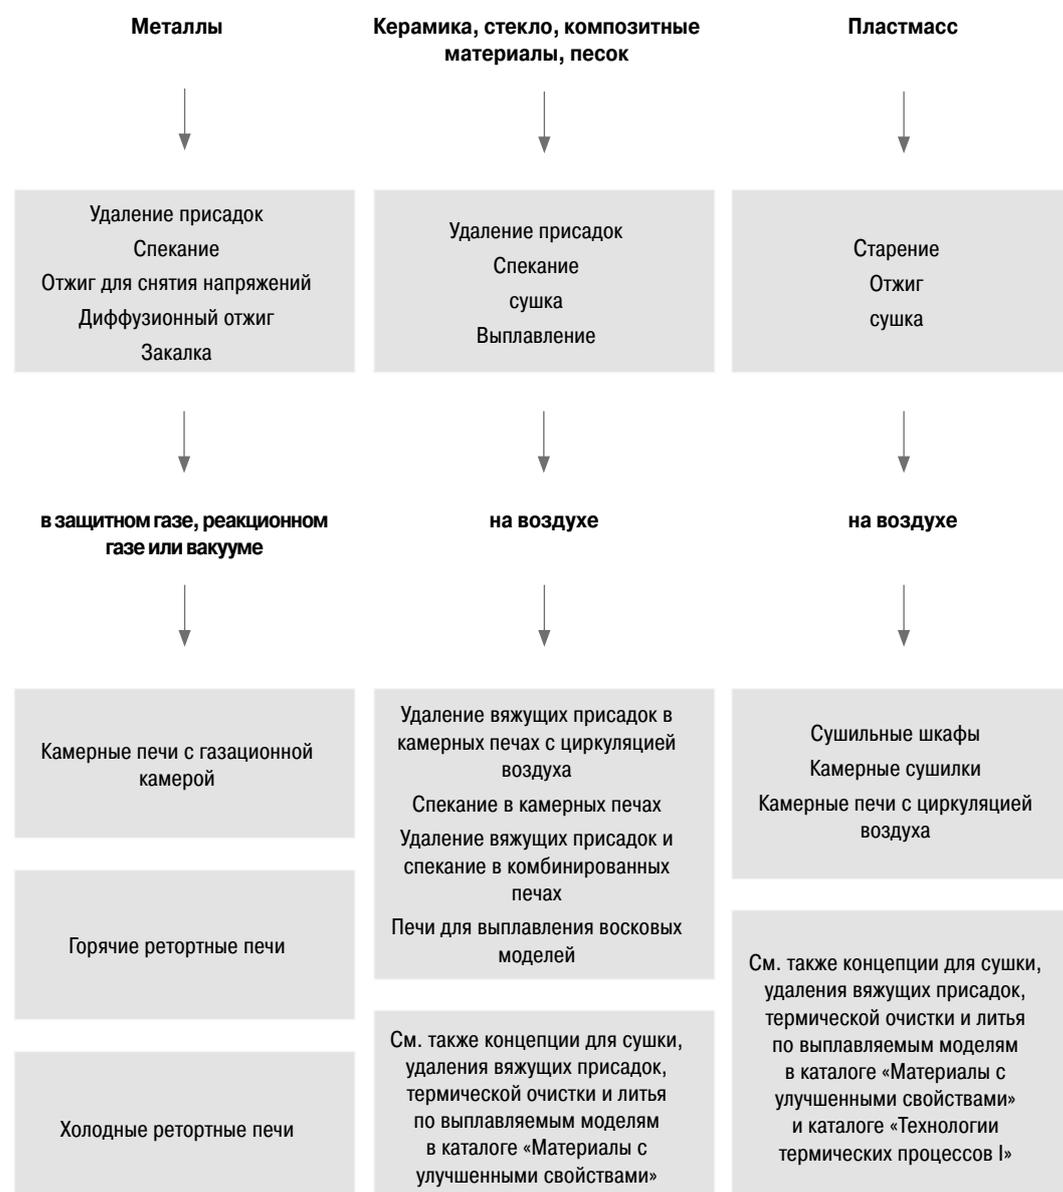 Металлы
Керамика, стекло, композитные
материалы, песок
Пластмасс
Удаление присадок
Спекание
Отжиг для снятия напряжений
Диффузионный отжиг
Закалка
Удаление присадок
Спекание
сушка
Выплавление
Старение
Отжиг
сушка
в защитном газе, реакционном
газе или вакууме
на воздухе
на воздухе
Камерные печи с газационной
камерой
Горячие ретортные печи
Холодные ретортные печи
Удаление вяжущих присадок в
камерных печах с циркуляцией
воздуха
Спекание в камерных печах
Удаление вяжущих присадок и
спекание в комбинированных
печах
Печи для выплавления восковых
моделей
См. также концепции для сушки,
удаления вяжущих присадок,
термической очистки и литья
по выплавляемым моделям
в каталоге «Материалы с
улучшенными свойствами»
Сушильные шкафы
Камерные сушилки
Камерные печи с циркуляцией
воздуха
См. также концепции для сушки,
удаления вяжущих присадок,
термической очистки и литья
по выплавляемым моделям
в каталоге «Материалы с
улучшенными свойствами»
и каталоге «Технологии
термических процессов I»